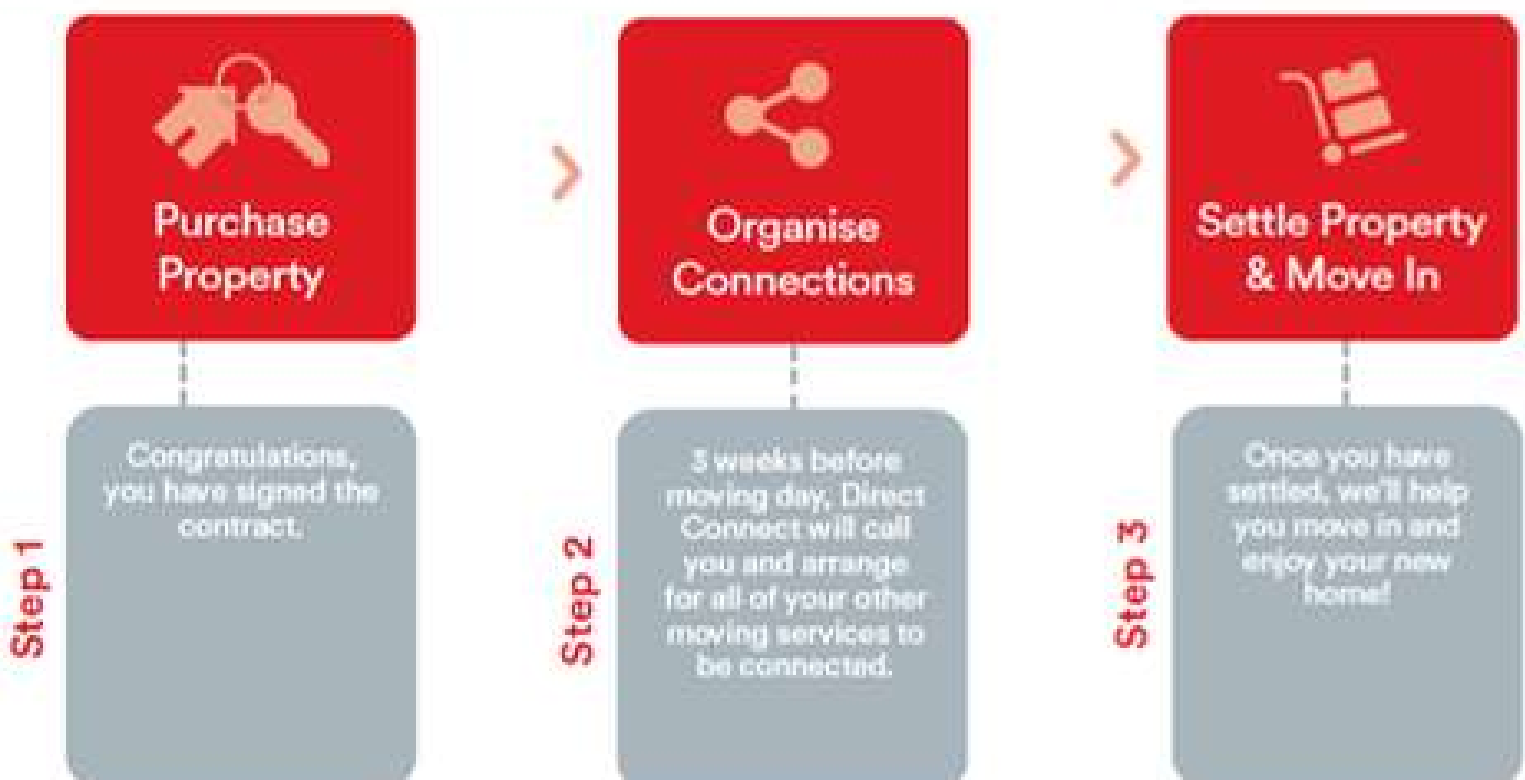 Purchase
Property
Organise
Connections
Settle Property
& Move In
Step 1
Congratulations,
you have signed the
contract.
Step 2
3 weeks before
moving day, Direct
Connect will call
you and arrange
for all of your other
moving services to
be connected.
Step 3
Once you have
settled, we'll help
you move in and
enjoy your new
home!